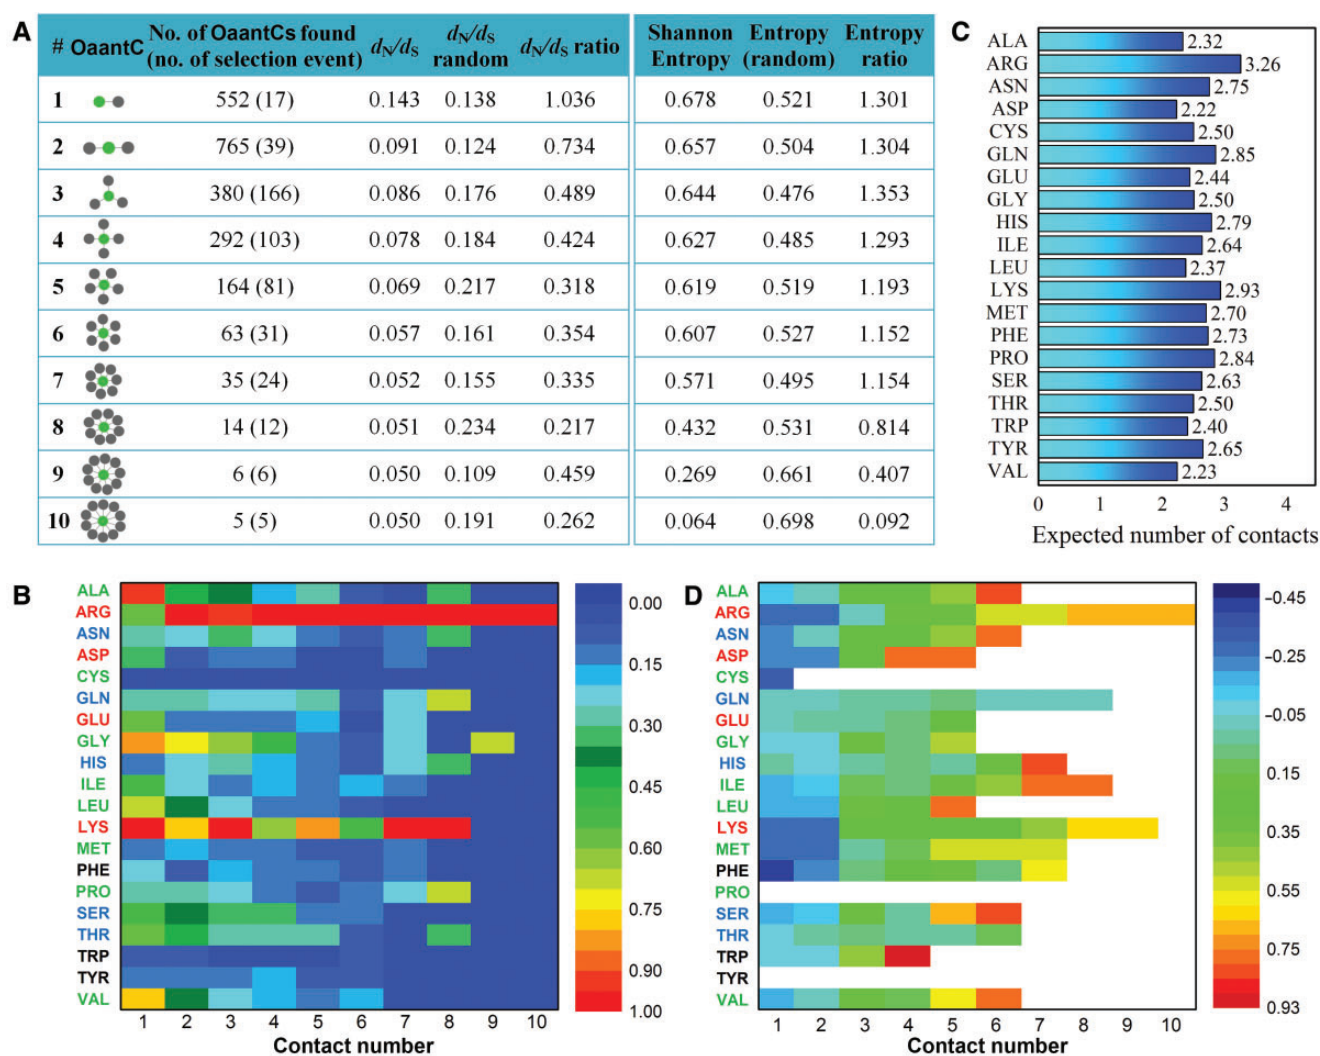 A
# OaantC No. of OaantCs found (no. of selection event) dN/dS dN/dS random dN/dS ratio Shannon Entropy Entropy (random) Entropy ratio
1 552 (17) 0.143 0.138 1.036 0.678 0.521 1.301
2 765 (39) 0.091 0.124 0.734 0.657 0.504 1.304
3 380 (166) 0.086 0.176 0.489 0.644 0.476 1.353
4 292 (103) 0.078 0.184 0.424 0.627 0.485 1.293
5 164 (81) 0.069 0.217 0.318 0.619 0.519 1.193
6 63 (31) 0.057 0.161 0.354 0.607 0.527 1.152
7 35 (24) 0.052 0.155 0.335 0.571 0.495 1.154
8 14 (12) 0.051 0.234 0.217 0.432 0.531 0.814
9 6 (6) 0.050 0.109 0.459 0.269 0.661 0.407
10 5 (5) 0.050 0.191 0.262 0.064 0.698 0.092
C
ALA 2.32
ARG 3.26
ASN 2.75
ASP 2.22
CYS 2.50
GLN 2.85
GLU 2.44
GLY 2.50
HIS 2.79
ILE 2.64
LEU 2.37
LYS 2.93
MET 2.70
PHE 2.73
PRO 2.84
SER 2.63
THR 2.50
TRP 2.40
TYR 2.65
VAL 2.23
0 1 2 3 4
Expected number of contacts
B
ALA
ARG
ASN
ASP
CYS
GLN
GLU
GLY
HIS
ILE
LEU
LYS
MET
PHE
PRO
SER
THR
TRP
TYR
VAL
1 2 3 4 5 6 7 8 9 10
Contact number
0.00
0.15
0.30
0.45
0.60
0.75
0.90
1.00
D
ALA
ARG
ASN
ASP
CYS
GLN
GLU
GLY
HIS
ILE
LEU
LYS
MET
PHE
PRO
SER
THR
TRP
TYR
VAL
1 2 3 4 5 6 7 8 9 10
Contact number
−0.45
−0.25
−0.05
0.15
0.35
0.55
0.75
0.93